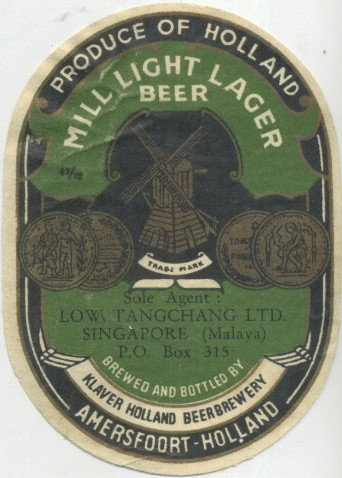 PRODUCE OF HOLLAND
MILL LIGHT LAGER
BEER
TRADE MARK
Sole Agent :
LOW TANGCHANG LTD.
SINGAPORE (Malaya)
P.O. Box 315
BREWED AND BOTTLED BY
KLAVER HOLLAND BEERBREWERY
AMERSFOORT-HOLLAND